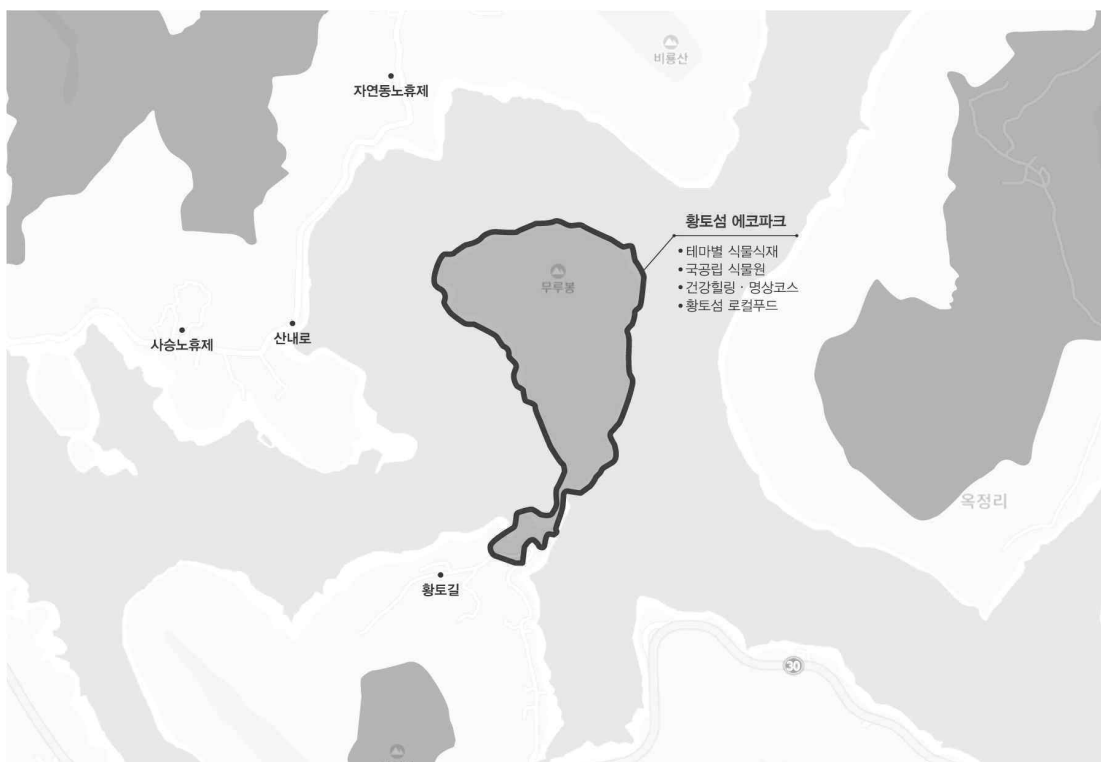 비룡산
자연동노휴제
황토섬 에코파크
• 테마별 식물식재
• 국공립 식물원
• 건강힐링 · 명상코스
• 황토섬 로컬푸드
무루봉
사승노휴제
산내로
옥정리
황토길
30